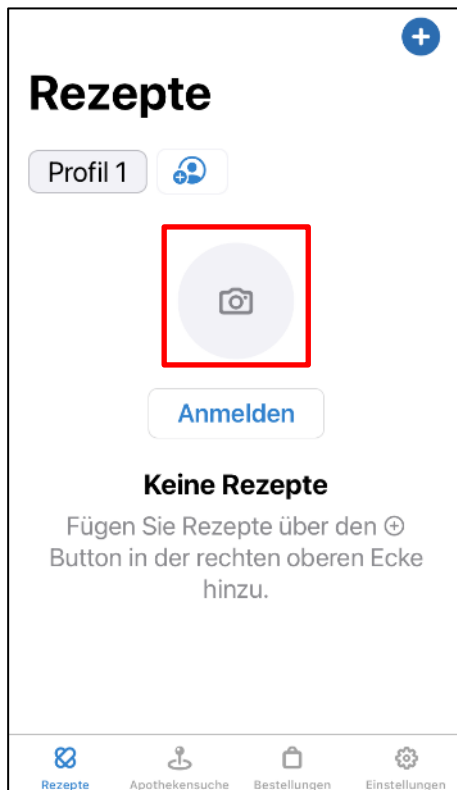 Rezepte
Profil 1
Anmelden
Keine Rezepte
Fügen Sie Rezepte über den ⊕
Button in der rechten oberen Ecke
hinzu.
Rezepte Apothekensuche Bestellungen Einstellungen